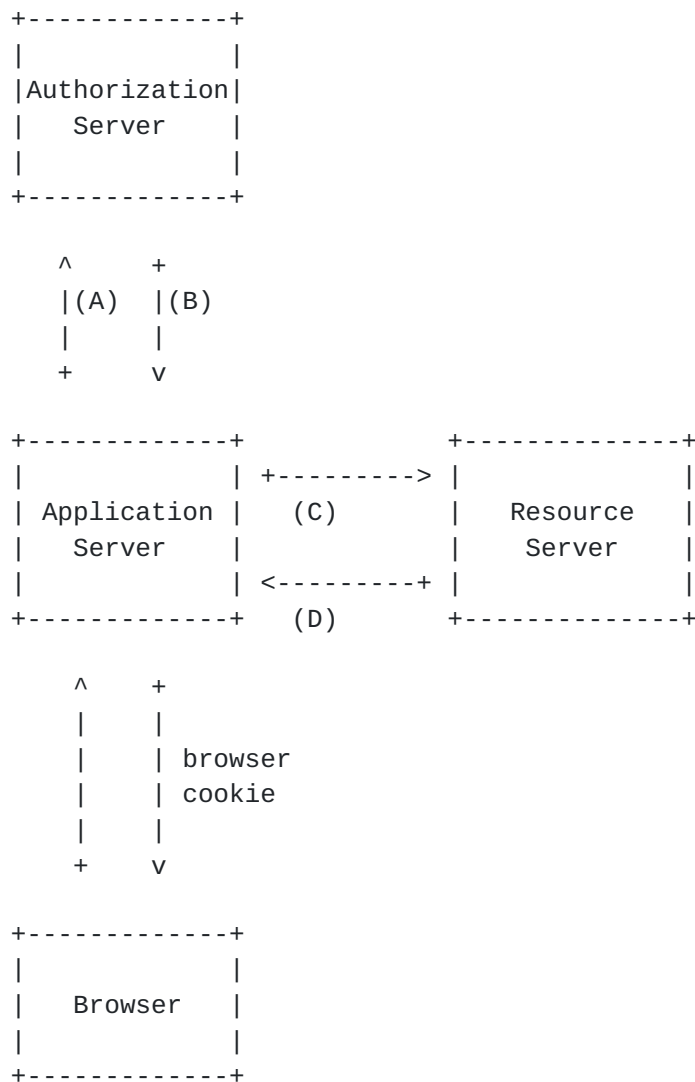 Authorization
Server
(A) (B)
Application
Server
(C)
(D)
Resource
Server
browser
cookie
Browser